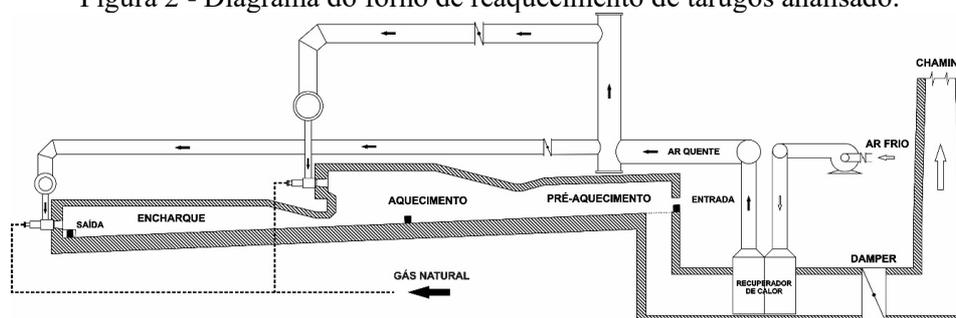 Figura 2 - Diagrama do forno de reaquecimento de tarugos analisado.
CHAMIN
AR FRIO
AR QUENTE
AQUECIMENTO
PRÉ-AQUECIMENTO
ENTRADA
ENCHARQUE
SAÍDA
DAMPER
GÁS NATURAL
RECUPERADOR
DE CALOR